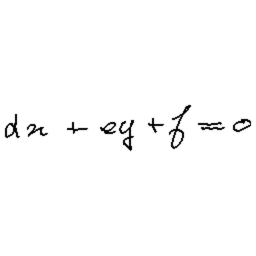 dx + ey + f = 0